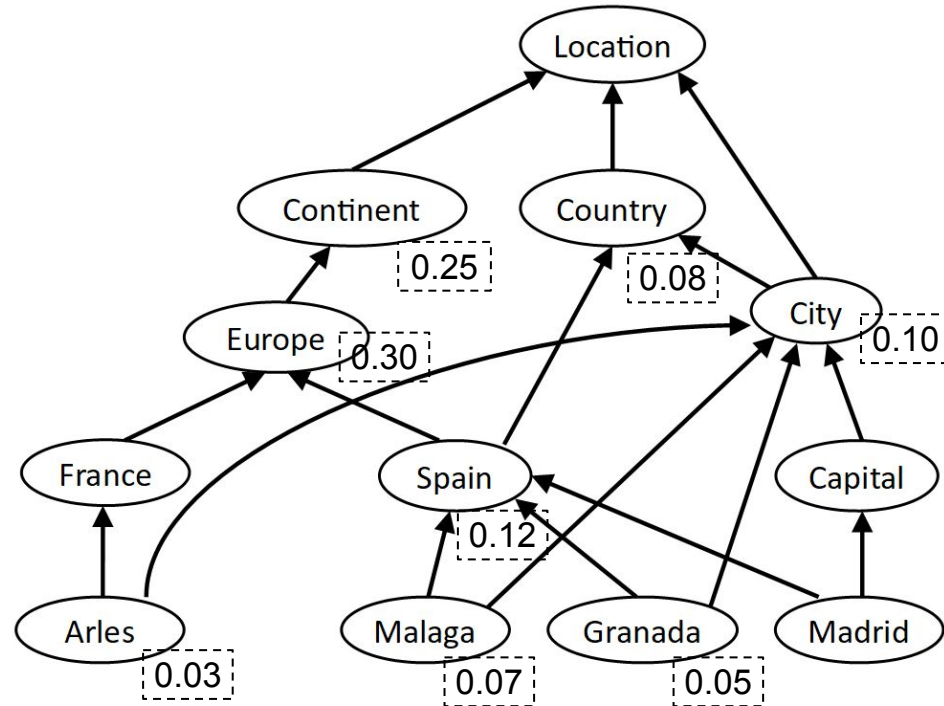 Location
Continent
Country
0.25
0.08
City
0.10
Europe
0.30
France
Spain
Capital
0.12
Arles
Malaga
Granada
Madrid
0.03
0.07
0.05